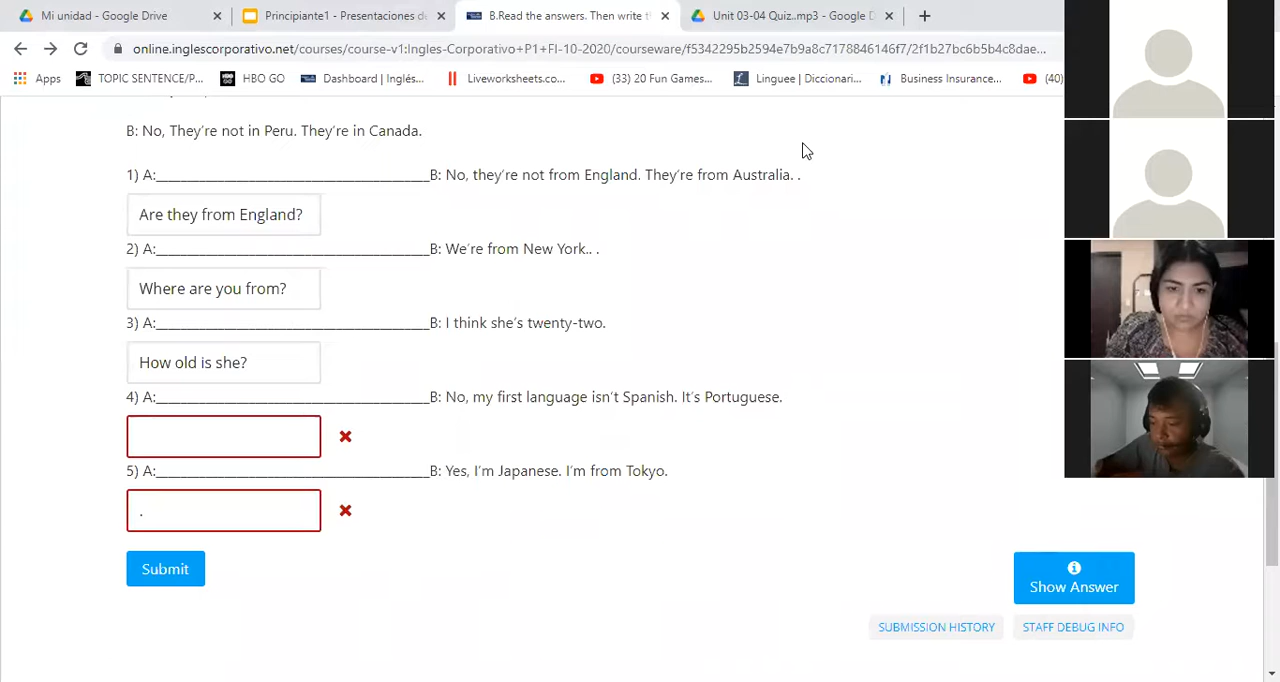 Mi unidad - Google Drive
Principiante1 - Presentaciones de
B.Read the answers. Then write t
Unit 03-04 Quiz..mp3 - Google D
online.inglescorporativo.net/courses/course-v1:Ingles-Corporativo+P1+FI-10-2020/courseware/f5342295b2594e7b9a8c7178846146f7/2f1b27bc6b5b4c8dae...
Apps
TOPIC SENTENCE/P...
HBO GO
Dashboard | Inglés...
Liveworksheets.co...
(33) 20 Fun Games...
Linguee | Diccionari...
Business Insurance...
(40)
B: No, They're not in Peru. They're in Canada.
1) A:__________________________________B: No, they're not from England. They're from Australia. .
Are they from England?
2) A:__________________________________B: We're from New York.. .
Where are you from?
3) A:__________________________________B: I think she's twenty-two.
How old is she?
4) A:__________________________________B: No, my first language isn't Spanish. It's Portuguese.
5) A:__________________________________B: Yes, I'm Japanese. I'm from Tokyo.
.
Submit
Show Answer
SUBMISSION HISTORY
STAFF DEBUG INFO